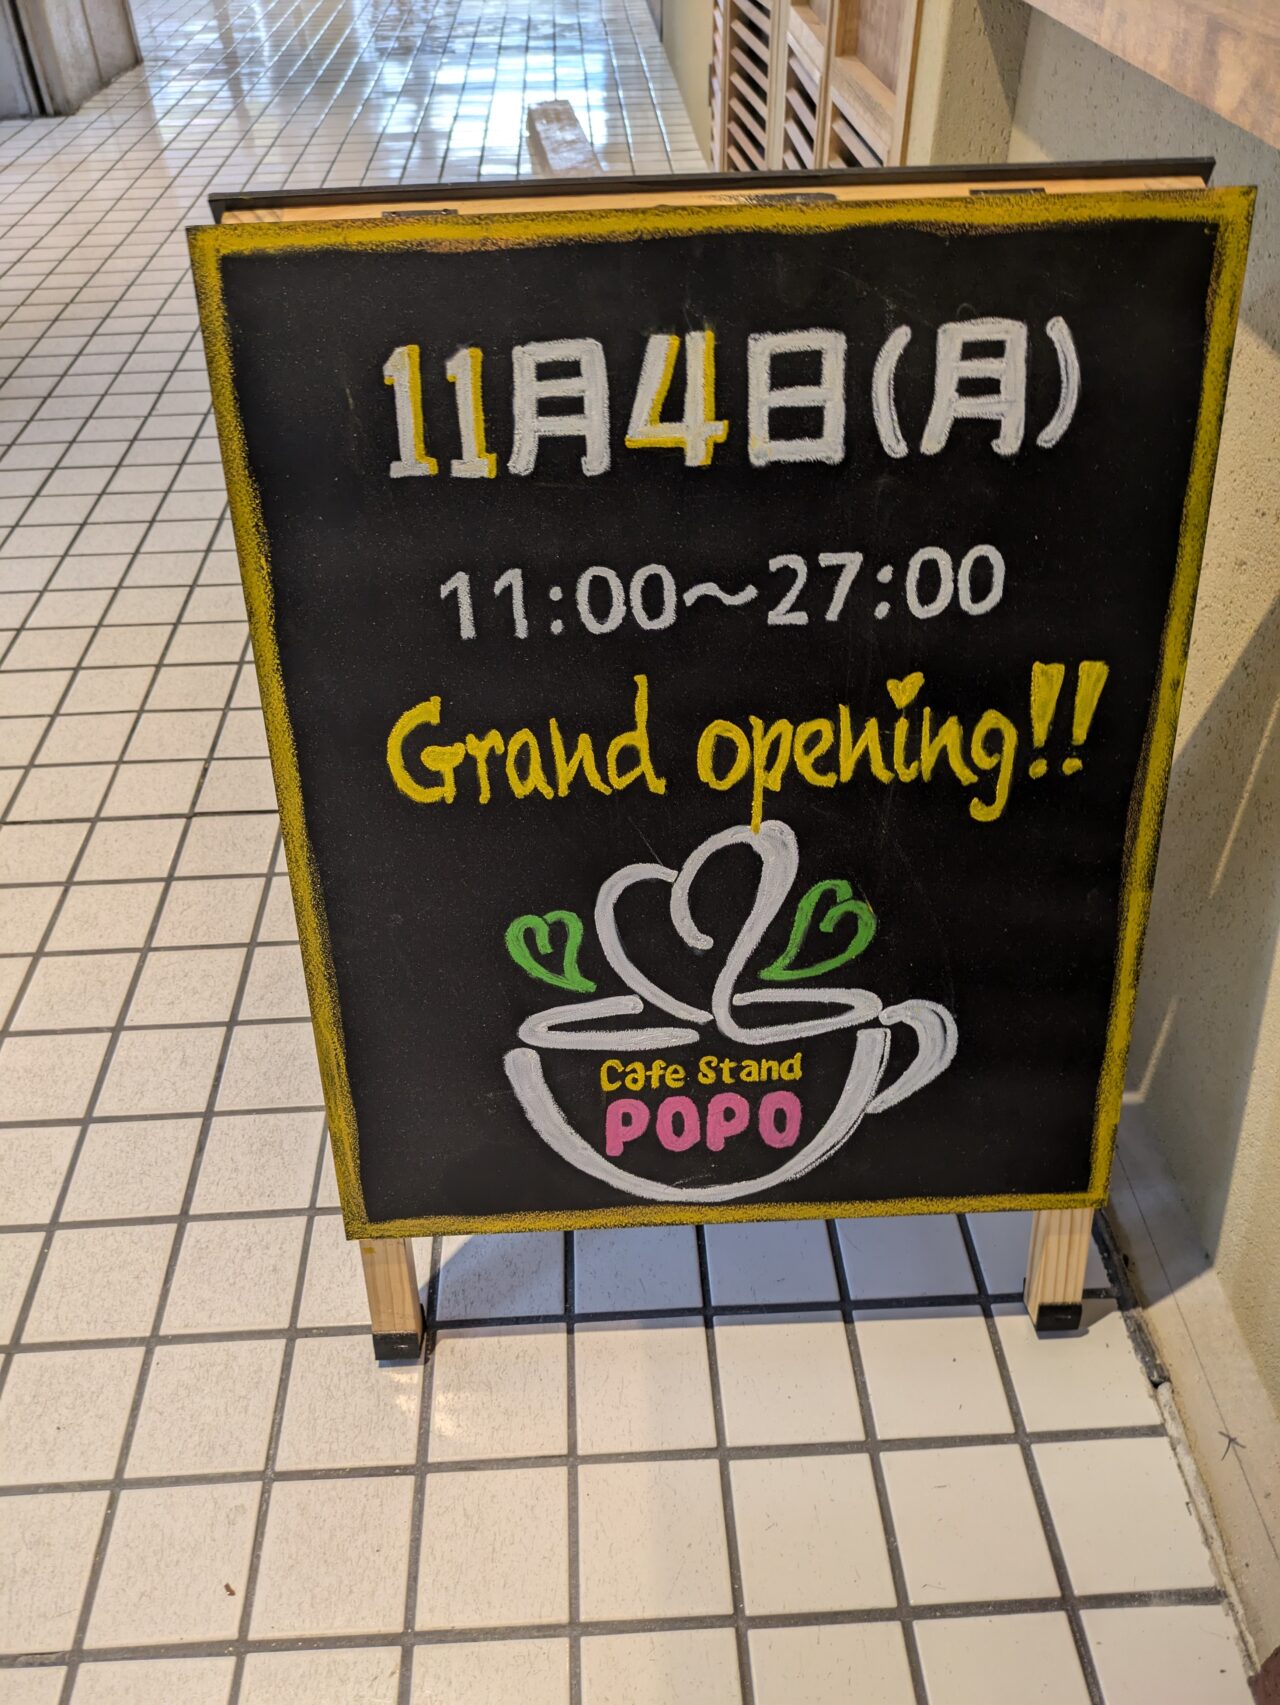 11月4日(月)
11:00〜27:00
Grand opening!!
Cafe Stand
POPO